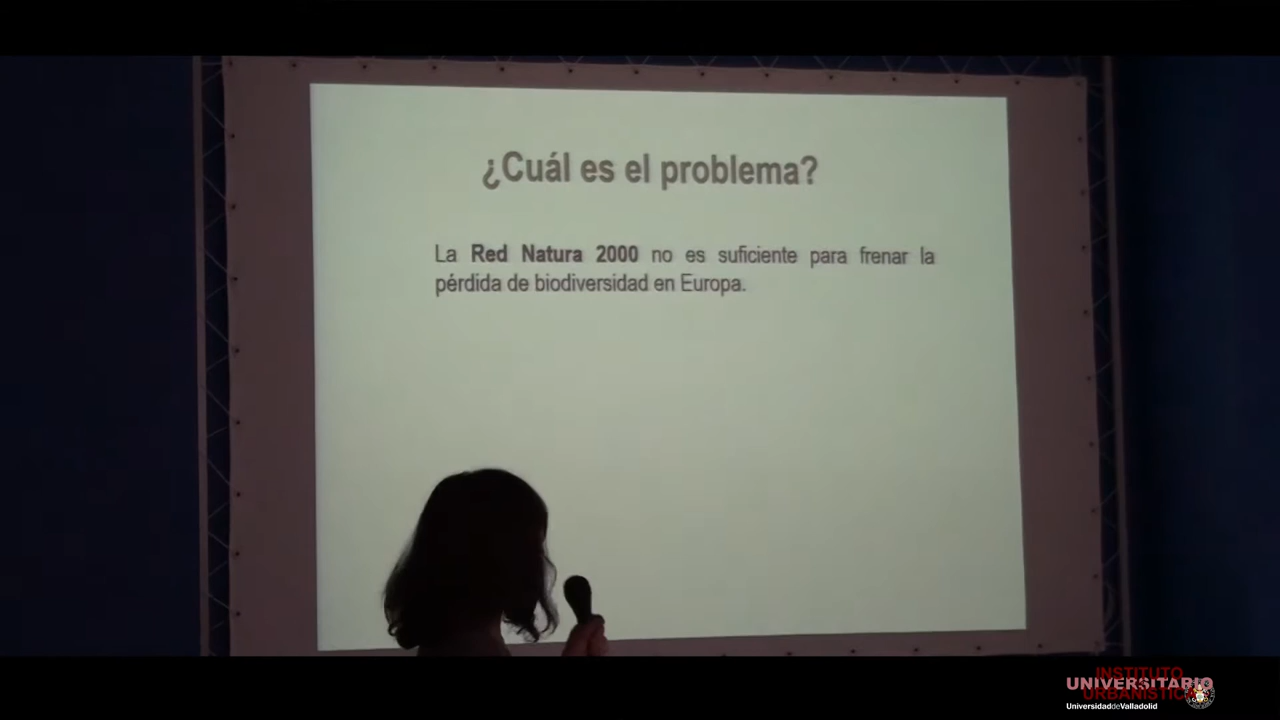 ¿Cuál es el problema?
La Red Natura 2000 no es suficiente para frenar la
pérdida de biodiversidad en Europa.
INSTITUTO
UNIVERSITARIO
URBANÍSTICA
UniversidaddeValladolid